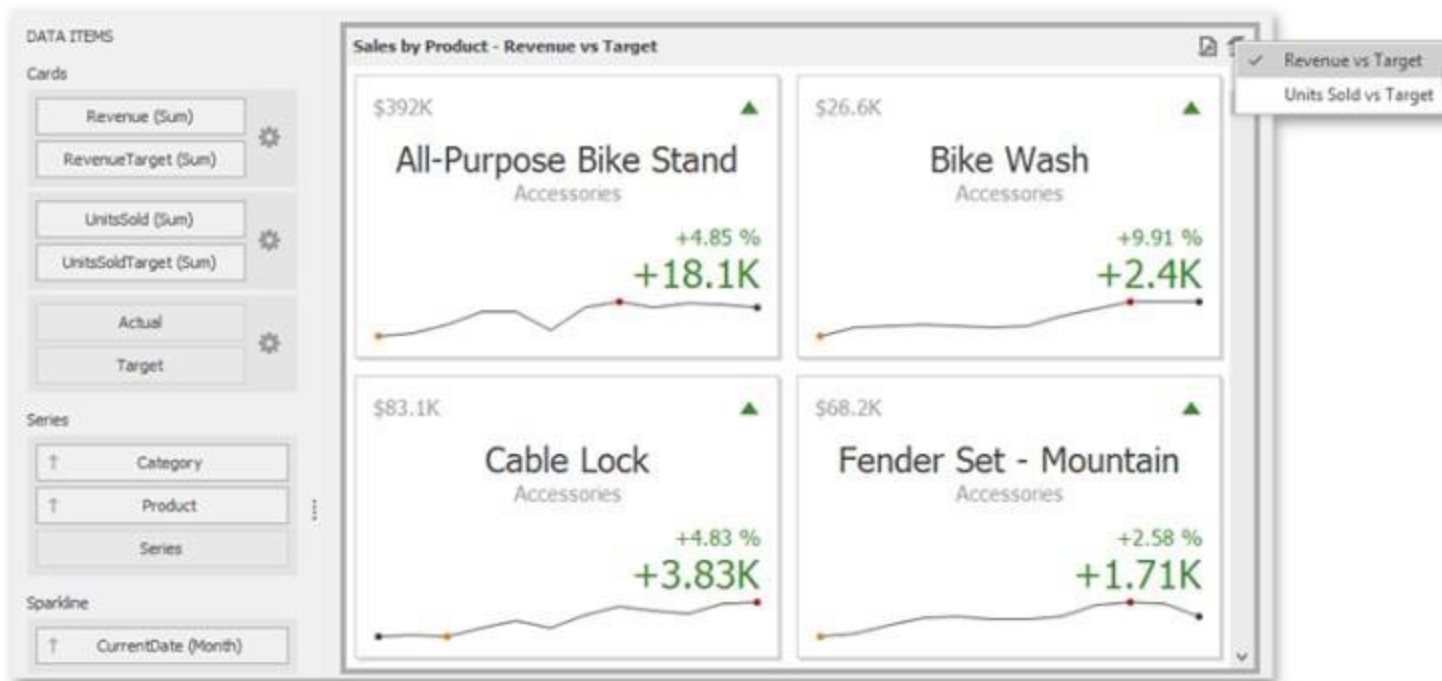 DATA ITEMS
Cards
Revenue (Sum)
RevenueTarget (Sum)
UnitsSold (Sum)
UnitsSoldTarget (Sum)
Actual
Target
Series
Category
Product
Series
Sparkline
CurrentDate (Month)
Sales by Product - Revenue vs Target
Revenue vs Target
Units Sold vs Target
$392K
All-Purpose Bike Stand
Accessories
+4.85 %
+18.1K
$26.6K
Bike Wash
Accessories
+9.91 %
+2.4K
$83.1K
Cable Lock
Accessories
+4.83 %
+3.83K
$68.2K
Fender Set - Mountain
Accessories
+2.58 %
+1.71K